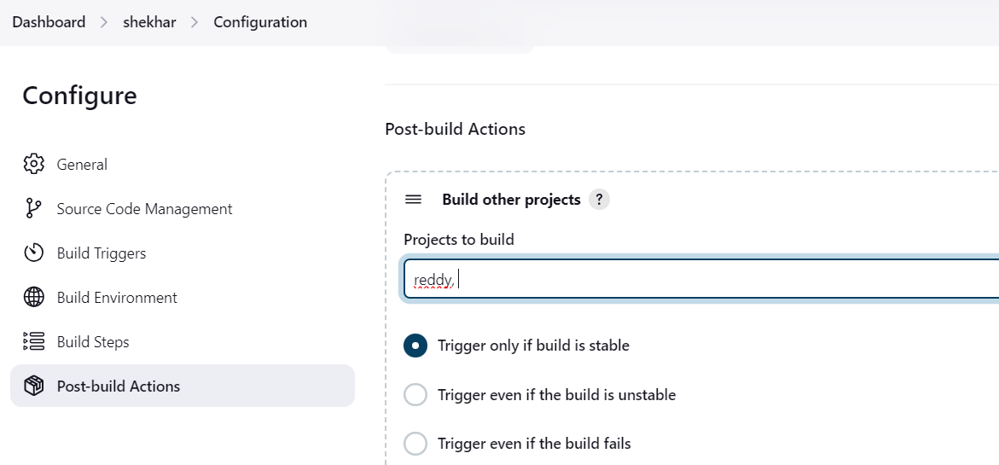 Dashboard > shekhar > Configuration
Configure
General
Source Code Management
Build Triggers
Build Environment
Build Steps
Post-build Actions
Post-build Actions
Build other projects ?
Projects to build
reddy,
Trigger only if build is stable
Trigger even if the build is unstable
Trigger even if the build fails